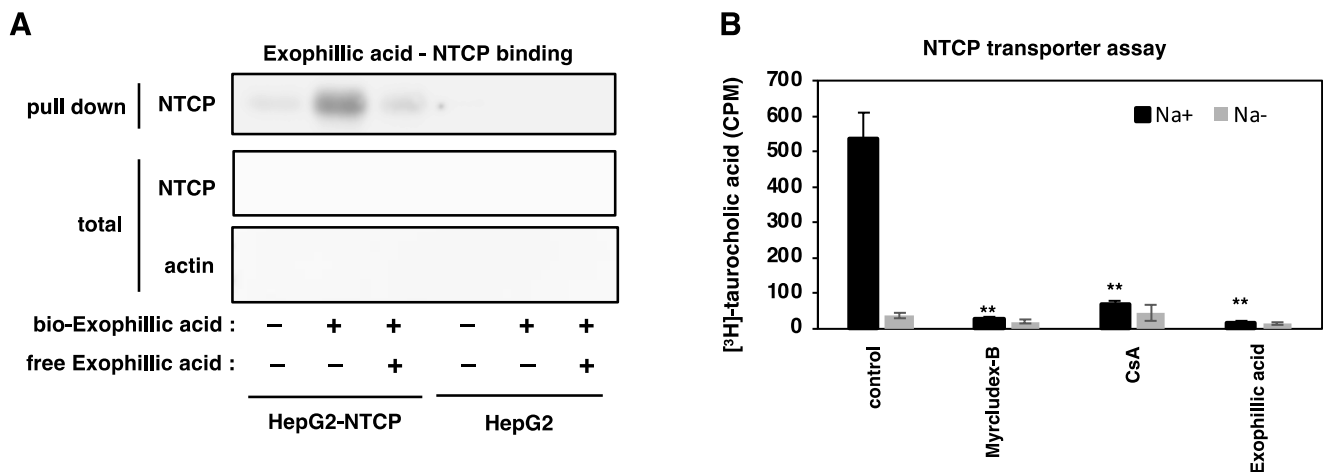 A
Exophillic acid - NTCP binding
pull down
NTCP
total
NTCP
actin
bio-Exophillic acid : − + + − + +
free Exophillic acid : − − + − − +
HepG2-NTCP
HepG2
B
NTCP transporter assay
[³H]-taurocholic acid (CPM)
700
600
500
400
300
200
100
0
Na+
Na-
**
**
**
control
Myrcludex-B
CsA
Exophillic acid